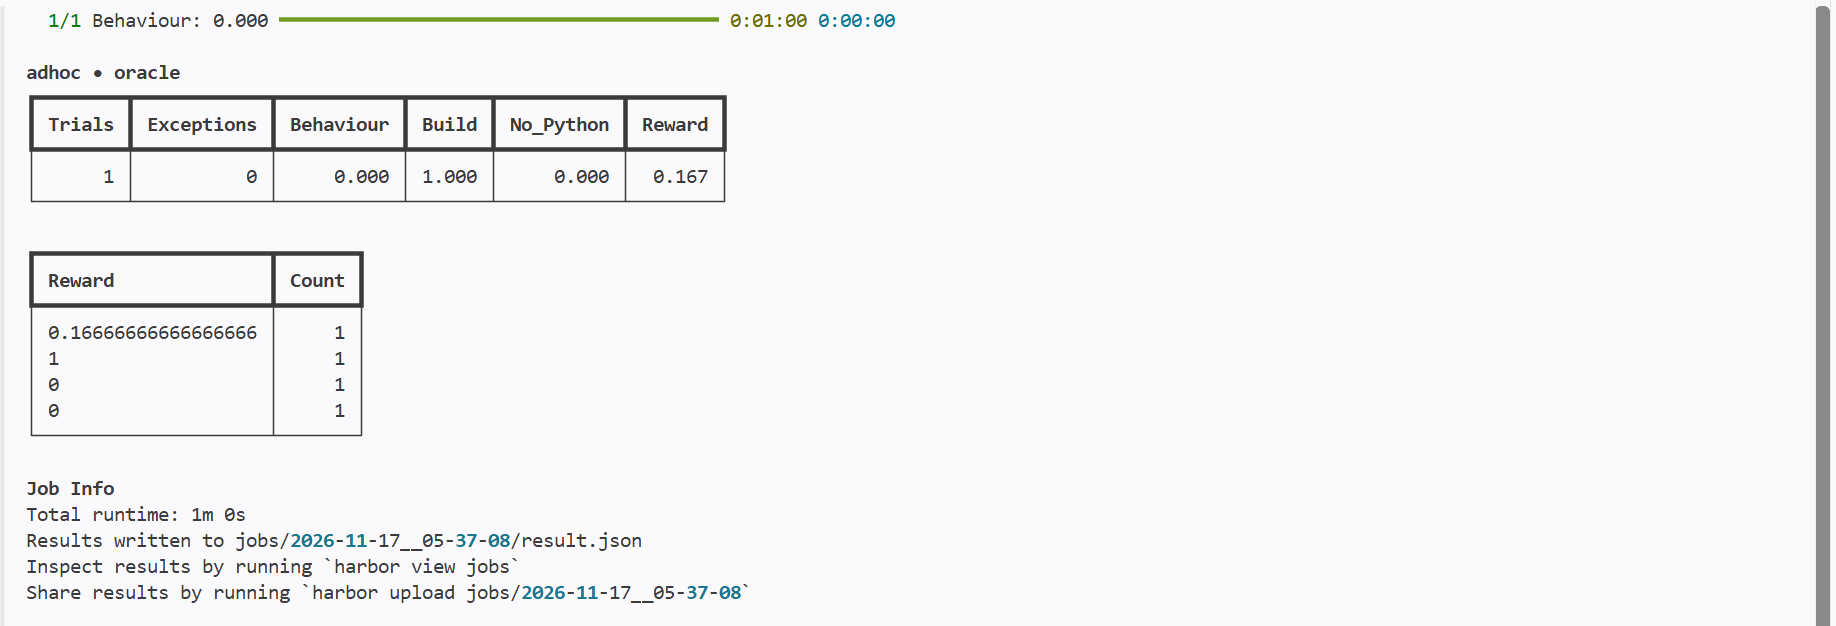 1/1 Behaviour: 0.000 0:01:00 0:00:00
adhoc • oracle
Trials Exceptions Behaviour Build No_Python Reward
1 0 0.000 1.000 0.000 0.167
Reward Count
0.16666666666666666 1
1 1
0 1
0 1
Job Info
Total runtime: 1m 0s
Results written to jobs/2026-11-17__05-37-08/result.json
Inspect results by running `harbor view jobs`
Share results by running `harbor upload jobs/2026-11-17__05-37-08`